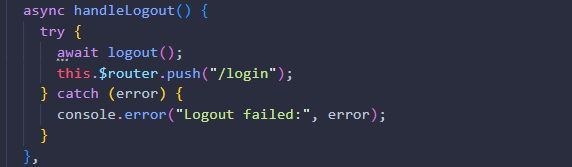 async handleLogout() {
try {
await logout();
this.$router.push("/login");
} catch (error) {
console.error("Logout failed:", error);
}
},